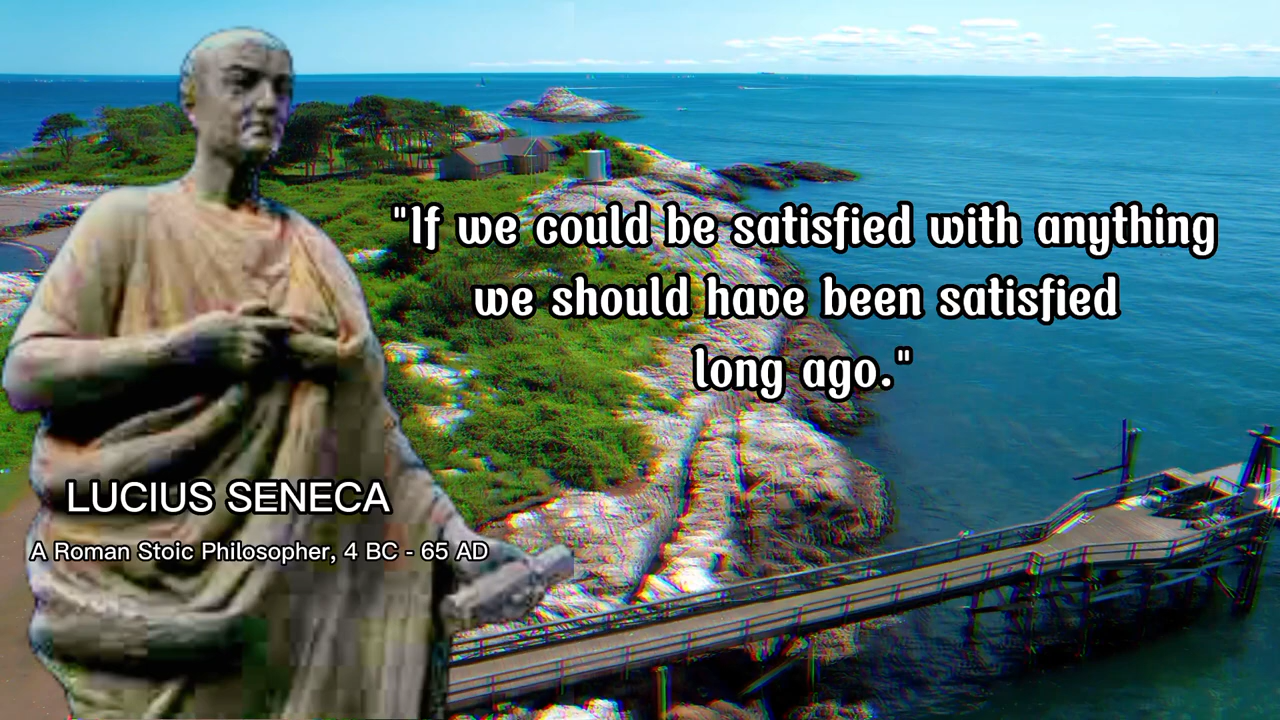 "If we could be satisfied with anything
we should have been satisfied
long ago."
LUCIUS SENECA
A Roman Stoic Philosopher, 4 BC - 65 AD